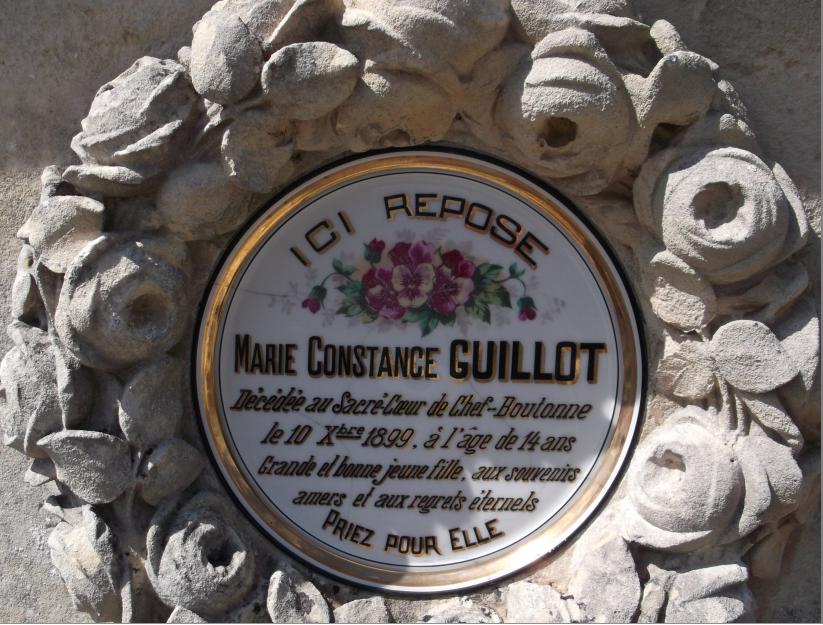 ICI REPOSE
MARIE CONSTANCE GUILLOT
Décédée au Sacré-Cœur de Chef-Boutonne
le 10 Xbre 1899, à l'âge de 14 ans
Grande et bonne jeune fille, aux souvenirs
amers et aux regrets éternels
PRIEZ POUR ELLE